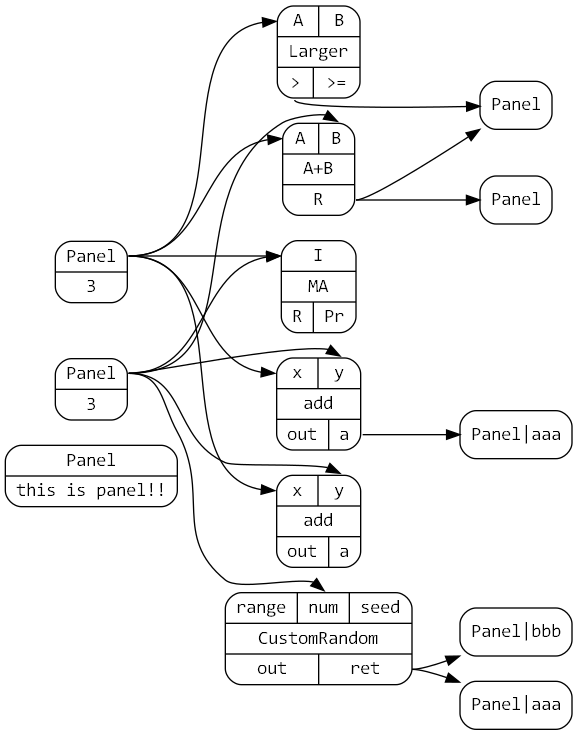 A B
Larger
> >=
Panel
A B
A+B
R
Panel
Panel
3
I
MA
R Pr
Panel
3
x y
add
out a
Panel|aaa
Panel
this is panel!!
x y
add
out a
range num seed
CustomRandom
out ret
Panel|bbb
Panel|aaa